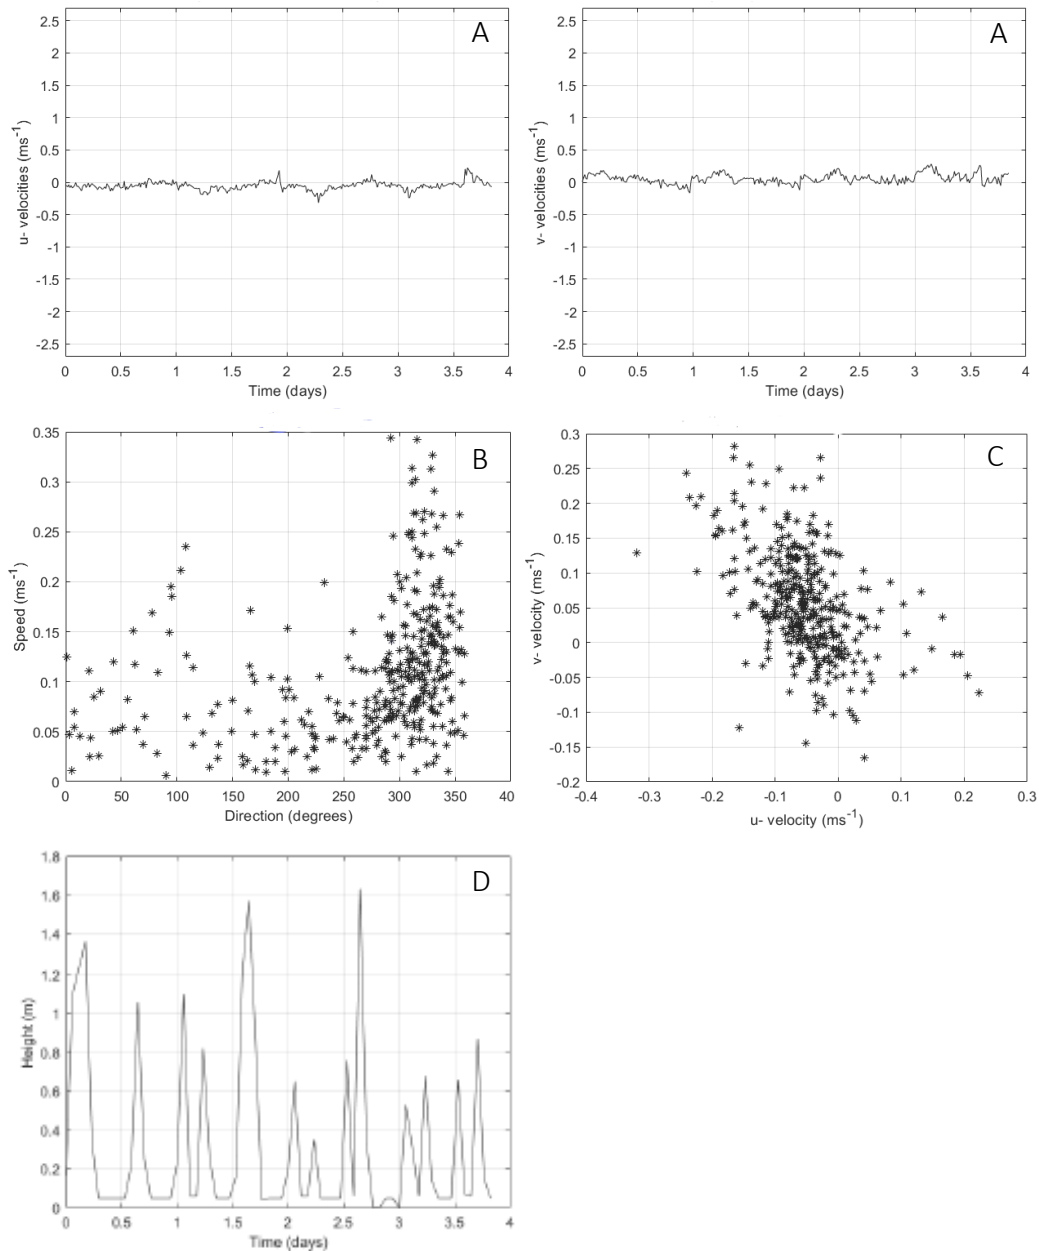 A
A
2.5
2
1.5
1
0.5
0
-0.5
-1
-1.5
-2
-2.5
u- velocities (ms-1)
0 0.5 1 1.5 2 2.5 3 3.5 4
Time (days)
2.5
2
1.5
1
0.5
0
-0.5
-1
-1.5
-2
-2.5
v- velocities (ms-1)
0 0.5 1 1.5 2 2.5 3 3.5 4
Time (days)
B
0.35
0.3
0.25
0.2
0.15
0.1
0.05
0
Speed (ms-1)
0 50 100 150 200 250 300 350 40
Direction (degrees)
C
0.3
0.25
0.2
0.15
0.1
0.05
0
-0.05
-0.1
-0.15
-0.2
v- velocity (ms-1)
-0.4 -0.3 -0.2 -0.1 0 0.1 0.2 0.3
u- velocity (ms-1)
D
1.8
1.6
1.4
1.2
1
0.8
0.6
0.4
0.2
0
Height (m)
0 0.5 1 1.5 2 2.5 3 3.5 4
Time (days)